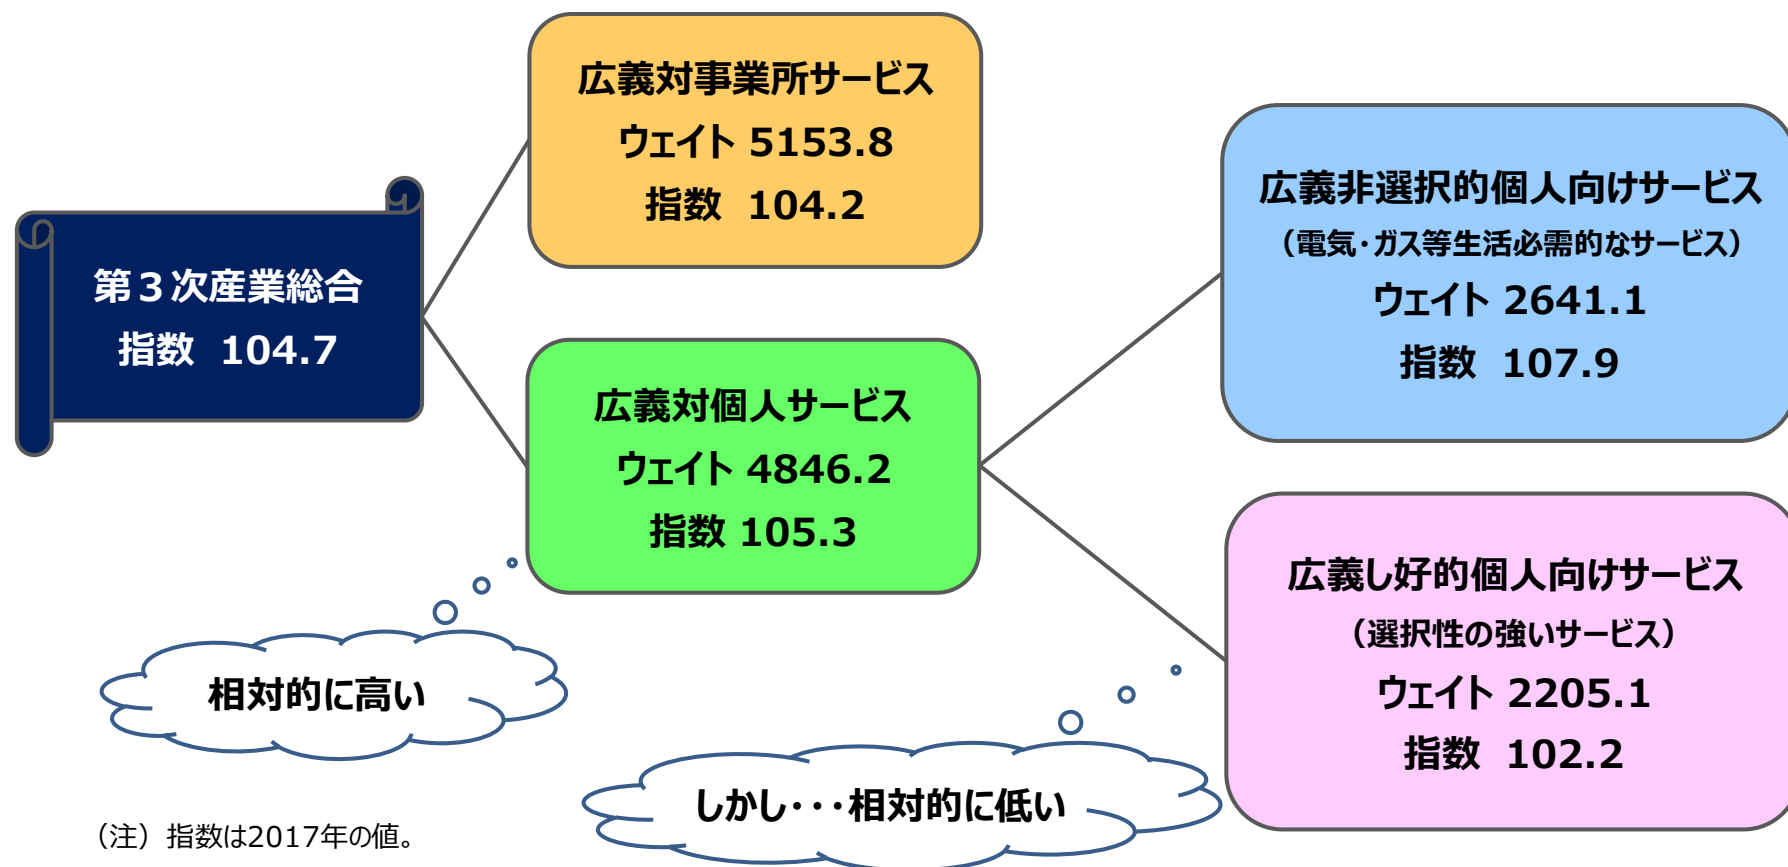 第３次産業総合
指数 104.7
広義対事業所サービス
ウェイト 5153.8
指数 104.2
広義対個人サービス
ウェイト 4846.2
指数 105.3
広義非選択的個人向けサービス
（電気・ガス等生活必需的なサービス）
ウェイト 2641.1
指数 107.9
広義し好的個人向けサービス
（選択性の強いサービス）
ウェイト 2205.1
指数 102.2
相対的に高い
しかし・・・相対的に低い
（注）指数は2017年の値。